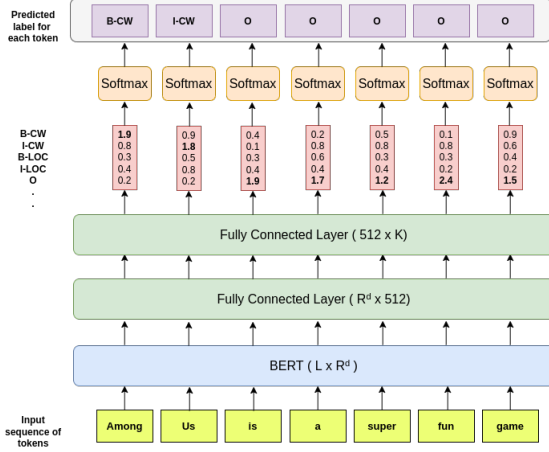 Predicted
label for
each token
B-CW I-CW O O O O O
Softmax Softmax Softmax Softmax Softmax Softmax Softmax
B-CW 1.9 0.9 0.4 0.2 0.5 0.1 0.9
I-CW 0.8 1.8 0.1 0.8 0.8 0.8 0.6
B-LOC 0.3 0.5 0.3 0.6 0.3 0.3 0.4
I-LOC 0.4 0.8 0.4 0.4 0.4 0.2 0.2
O 0.2 0.2 1.9 1.7 1.2 2.4 1.5
.
.
Fully Connected Layer ( 512 x K)
Fully Connected Layer ( Rᵈ x 512)
BERT ( L x Rᵈ )
Input
sequence of
tokens
Among Us is a super fun game